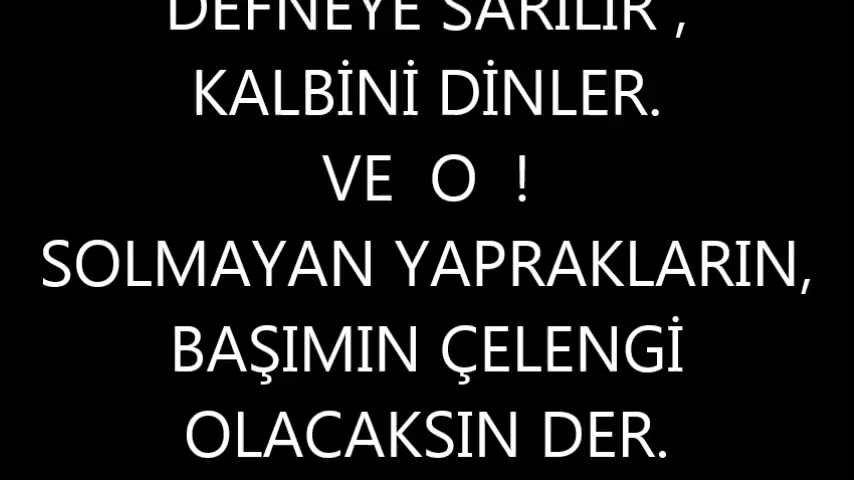 DEFNEYE SARILIR ,
KALBİNİ DİNLER.
VE O !
SOLMAYAN YAPRAKLARIN,
BAŞIMIN ÇELENGİ
OLACAKSIN DER.